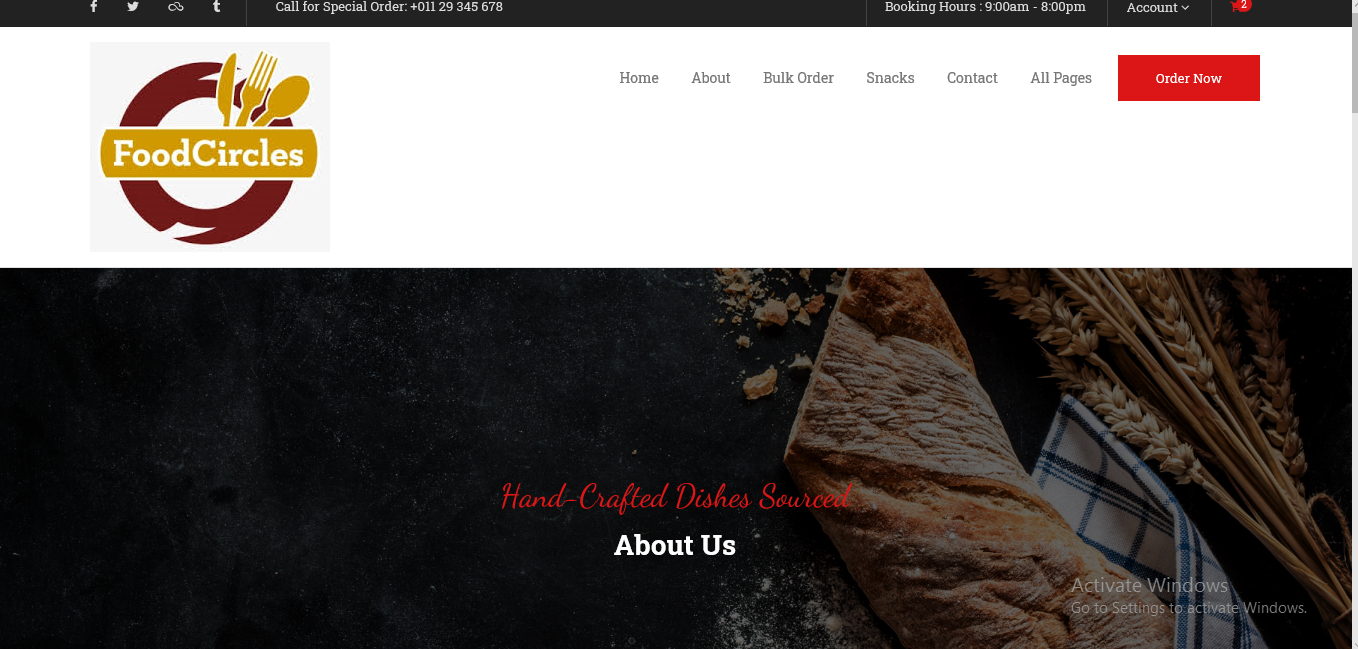 Call for Special Order: +011 29 345 678
Booking Hours : 9:00am - 8:00pm
Account
2
FoodCircles
Home About Bulk Order Snacks Contact All Pages Order Now
Hand-Crafted Dishes Sourced
About Us
Activate Windows
Go to Settings to activate Windows.